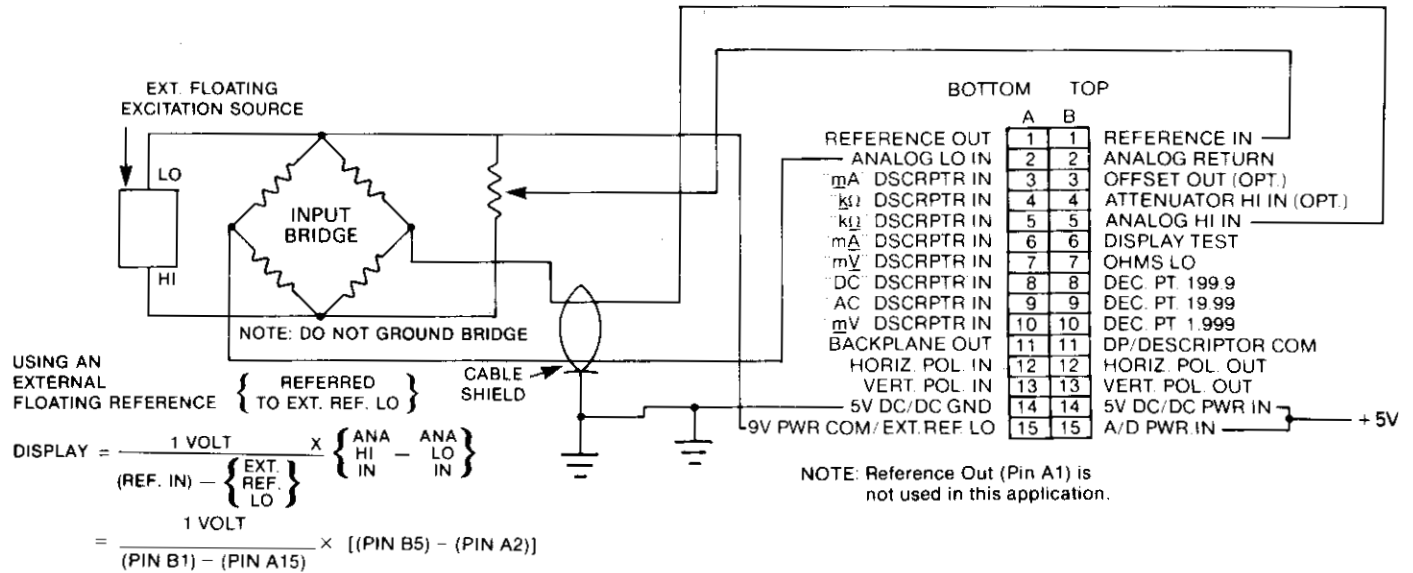 EXT. FLOATING
EXCITATION SOURCE
LO
HI
INPUT
BRIDGE
NOTE: DO NOT GROUND BRIDGE
CABLE
SHIELD
BOTTOM TOP
A B
REFERENCE OUT 1 1 REFERENCE IN
ANALOG LO IN 2 2 ANALOG RETURN
"mA" DSCRPTR IN 3 3 OFFSET OUT (OPT.)
"kΩ" DSCRPTR IN 4 4 ATTENUATOR HI IN (OPT.)
"kΩ" DSCRPTR IN 5 5 ANALOG HI IN
"mA" DSCRPTR IN 6 6 DISPLAY TEST
"mV" DSCRPTR IN 7 7 OHMS LO
"DC" DSCRPTR IN 8 8 DEC. PT. 199.9
"AC" DSCRPTR IN 9 9 DEC. PT. 19.99
"mV" DSCRPTR IN 10 10 DEC. PT. 1.999
BACKPLANE OUT 11 11 DP/DESCRIPTOR COM
HORIZ. POL. IN 12 12 HORIZ. POL. OUT
VERT. POL. IN 13 13 VERT. POL. OUT
5V DC/DC GND 14 14 5V DC/DC PWR IN
9V PWR COM/EXT.REF. LO 15 15 A/D PWR IN
+5V
NOTE: Reference Out (Pin A1) is
not used in this application.
USING AN
EXTERNAL
FLOATING REFERENCE { REFERRED
TO EXT. REF. LO }
DISPLAY = 1 VOLT
(REF. IN) – { EXT.
REF.
LO }
X { ANA
HI
IN – ANA
LO
IN }
= 1 VOLT
(PIN B1) – (PIN A15)
× [(PIN B5) – (PIN A2)]